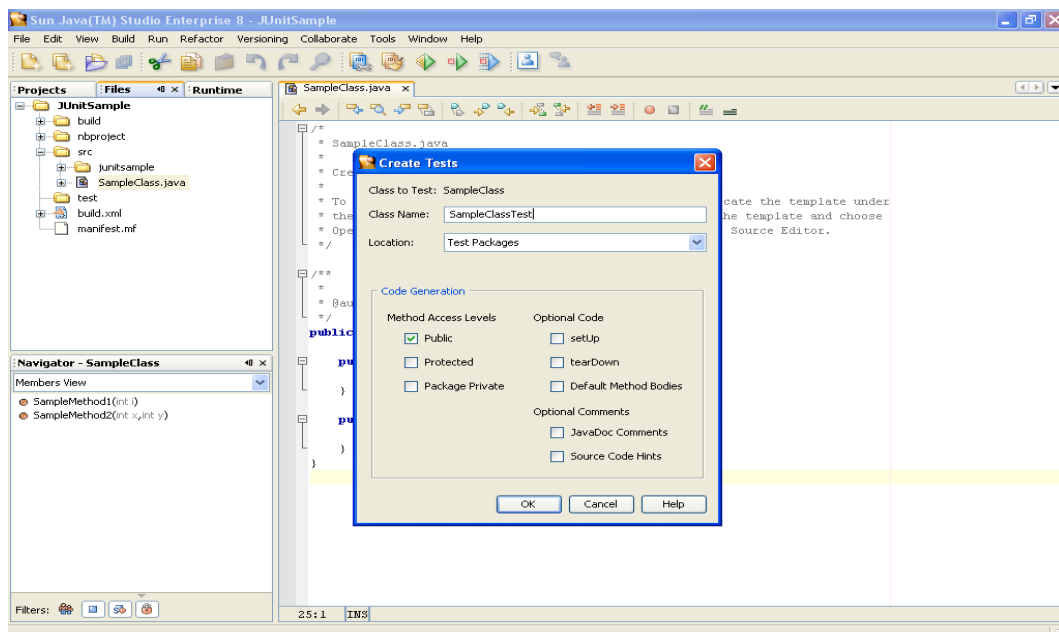 Sun Java(TM) Studio Enterprise 8 - JUnitSample
File Edit View Build Run Refactor Versioning Collaborate Tools Window Help
Projects Files Runtime
JUnitSample
build
nbproject
src
junitsample
SampleClass.java
test
build.xml
manifest.mf
Navigator - SampleClass
Members View
SampleMethod1(int i)
SampleMethod2(int x,int y)
Filters:
SampleClass.java
/*
* SampleClass.java
*
* Cre
*
* To cate the template under
* the he template and choose
* Ope Source Editor.
*/
/**
*
* @au
*/
public
pu
}
pu
}
}
25:1 INS
Create Tests
Class to Test: SampleClass
Class Name: SampleClassTest
Location: Test Packages
Code Generation
Method Access Levels
Public
Protected
Package Private
Optional Code
setUp
tearDown
Default Method Bodies
Optional Comments
JavaDoc Comments
Source Code Hints
OK Cancel Help